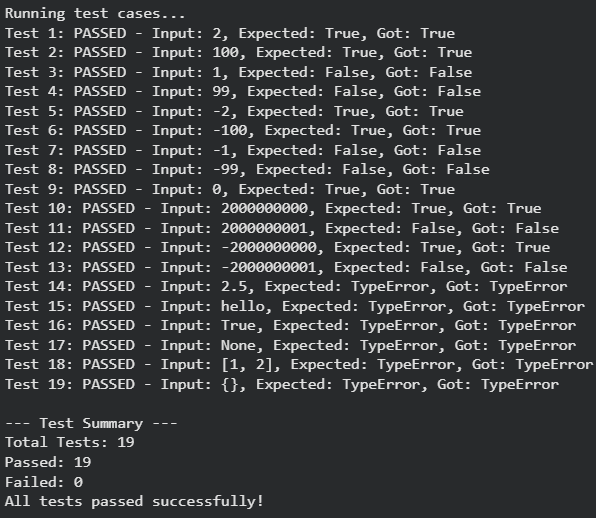 Running test cases...
Test 1: PASSED - Input: 2, Expected: True, Got: True
Test 2: PASSED - Input: 100, Expected: True, Got: True
Test 3: PASSED - Input: 1, Expected: False, Got: False
Test 4: PASSED - Input: 99, Expected: False, Got: False
Test 5: PASSED - Input: -2, Expected: True, Got: True
Test 6: PASSED - Input: -100, Expected: True, Got: True
Test 7: PASSED - Input: -1, Expected: False, Got: False
Test 8: PASSED - Input: -99, Expected: False, Got: False
Test 9: PASSED - Input: 0, Expected: True, Got: True
Test 10: PASSED - Input: 2000000000, Expected: True, Got: True
Test 11: PASSED - Input: 2000000001, Expected: False, Got: False
Test 12: PASSED - Input: -2000000000, Expected: True, Got: True
Test 13: PASSED - Input: -2000000001, Expected: False, Got: False
Test 14: PASSED - Input: 2.5, Expected: TypeError, Got: TypeError
Test 15: PASSED - Input: hello, Expected: TypeError, Got: TypeError
Test 16: PASSED - Input: True, Expected: TypeError, Got: TypeError
Test 17: PASSED - Input: None, Expected: TypeError, Got: TypeError
Test 18: PASSED - Input: [1, 2], Expected: TypeError, Got: TypeError
Test 19: PASSED - Input: {}, Expected: TypeError, Got: TypeError
--- Test Summary ---
Total Tests: 19
Passed: 19
Failed: 0
All tests passed successfully!